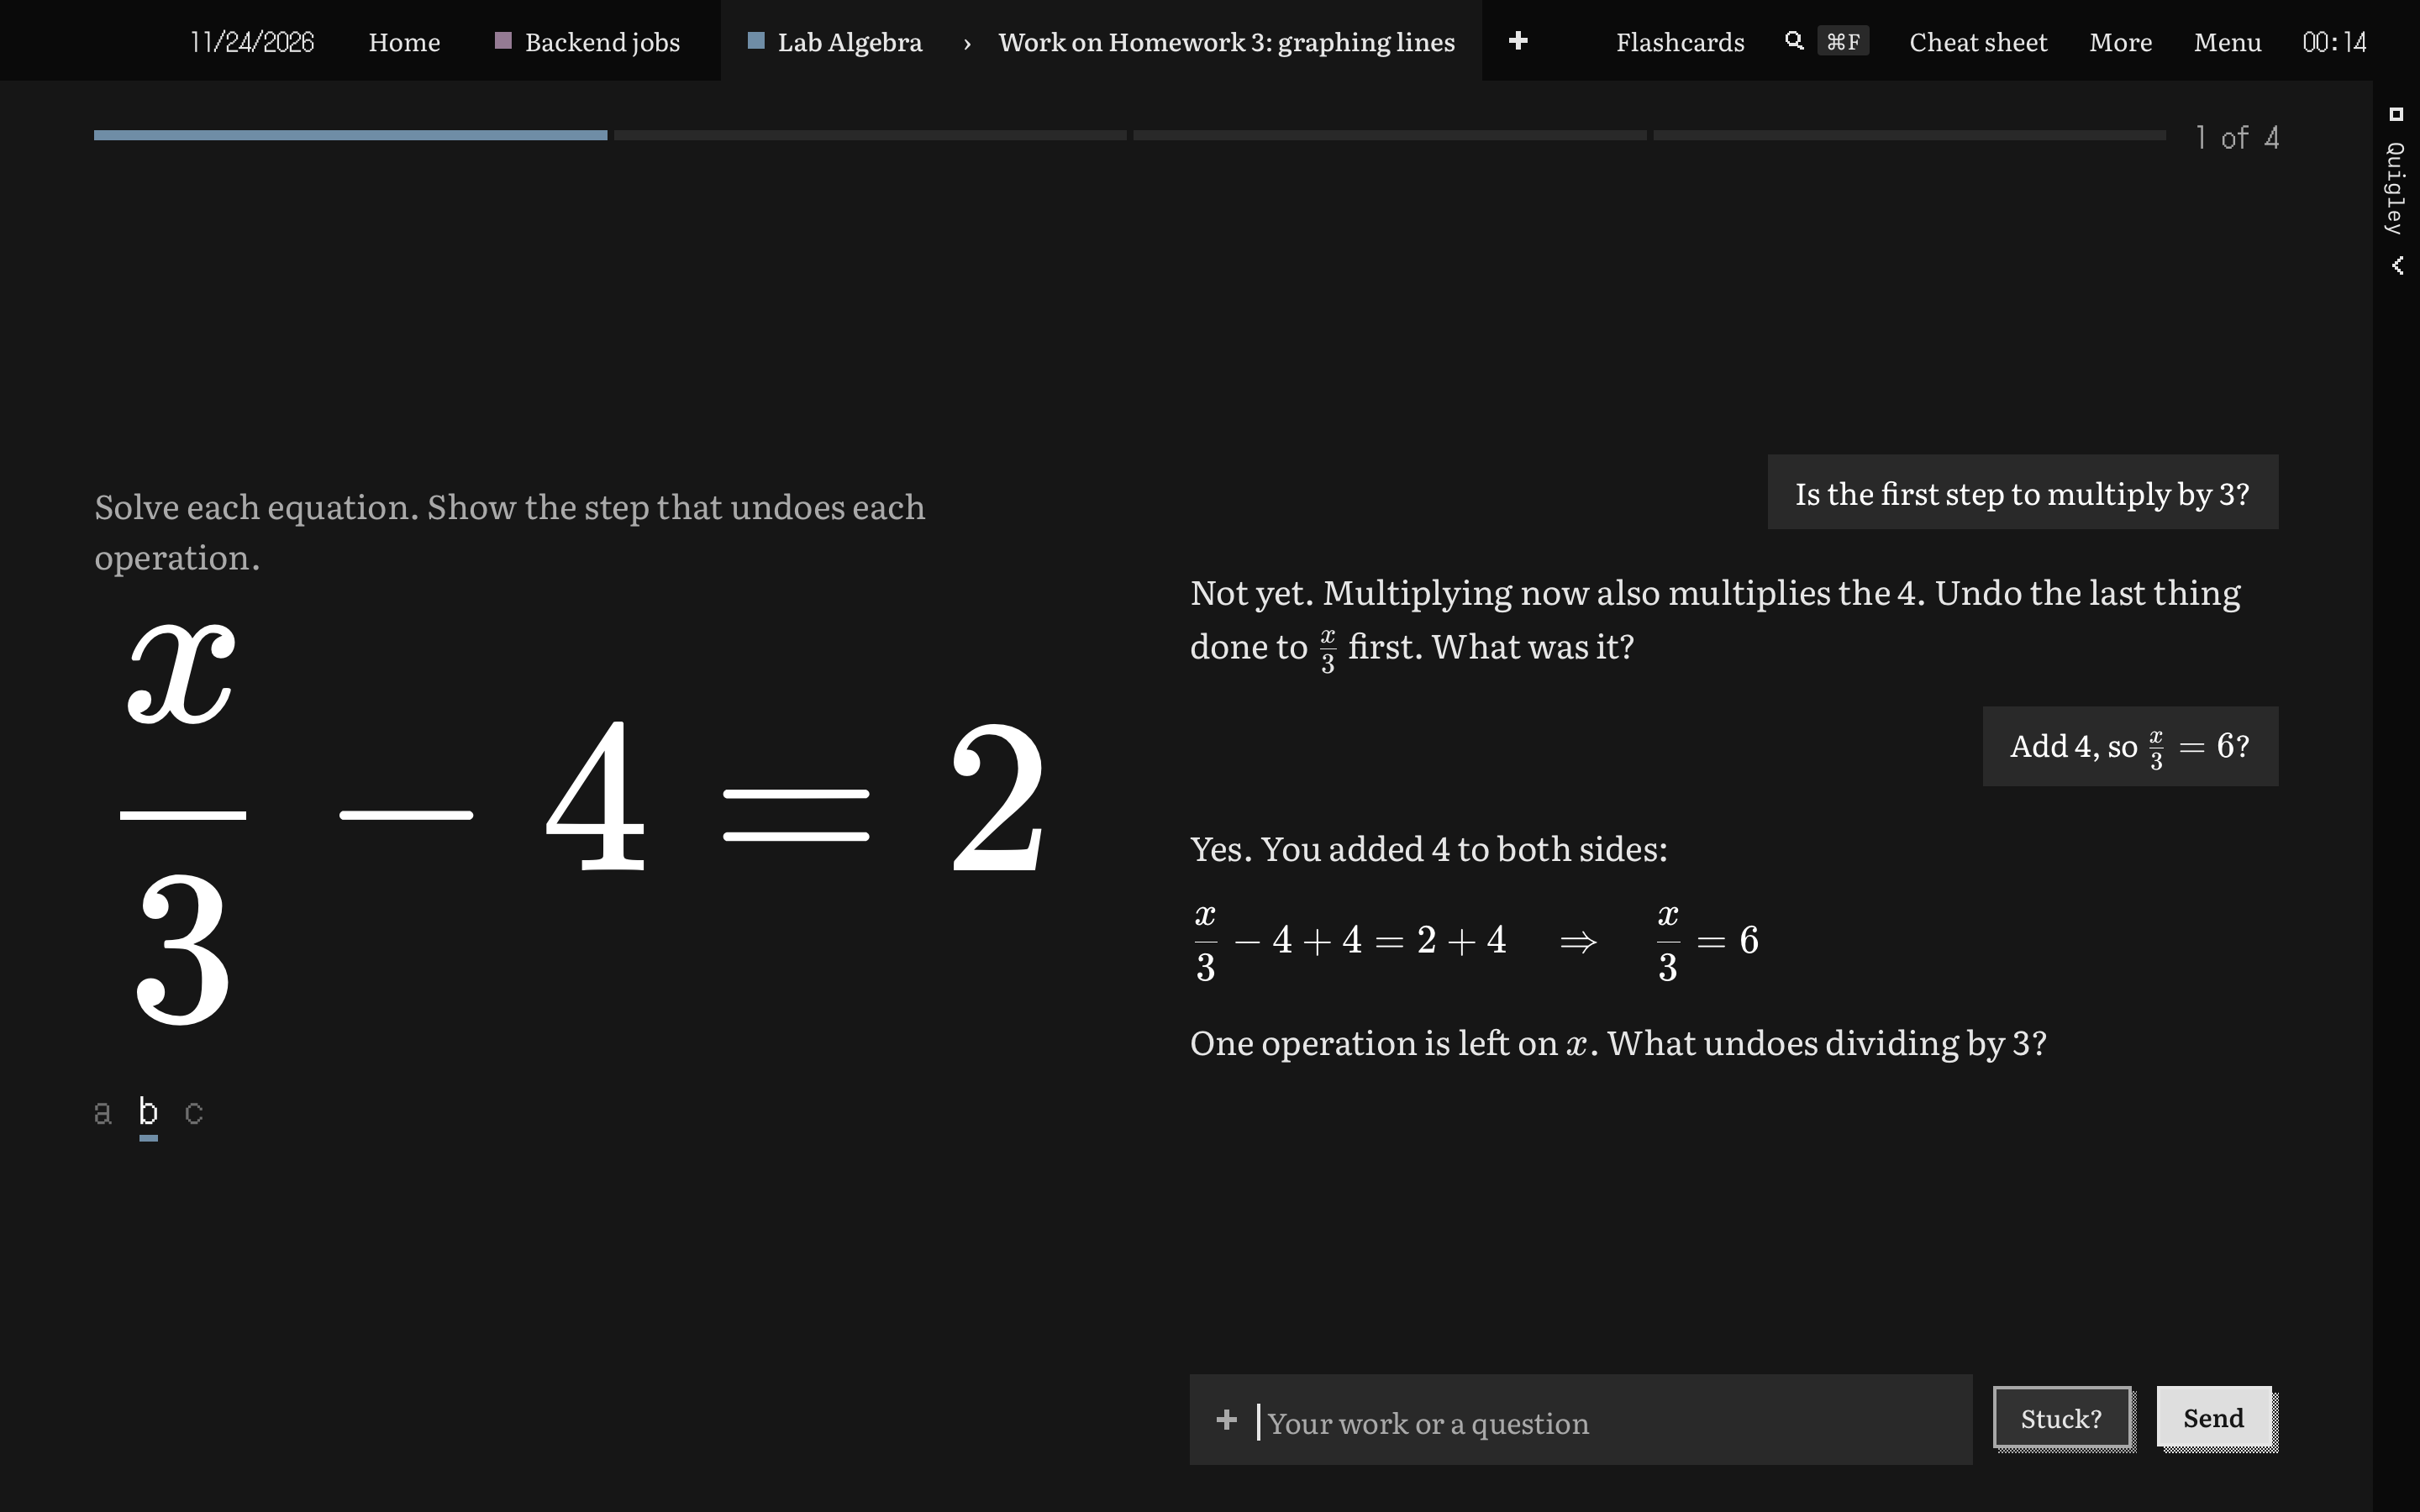 11/24/2026 Home Backend jobs Lab Algebra › Work on Homework 3: graphing lines + Flashcards ⌘F Cheat sheet More Menu 00:14
1 of 4
Quigley
Solve each equation. Show the step that undoes each
operation.
x/3 − 4 = 2
a b c
Is the first step to multiply by 3?
Not yet. Multiplying now also multiplies the 4. Undo the last thing
done to x/3 first. What was it?
Add 4, so x/3 = 6?
Yes. You added 4 to both sides:
x/3 − 4 + 4 = 2 + 4 ⇒ x/3 = 6
One operation is left on x. What undoes dividing by 3?
+ Your work or a question
Stuck? Send